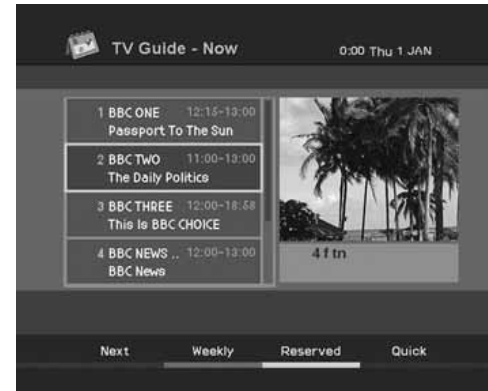 TV Guide - Now
0:00 Thu 1 JAN
1 BBC ONE 12:15-13:00
Passport To The Sun
2 BBC TWO 11:00-13:00
The Daily Politics
3 BBC THREE 12:00-18:58
This Is BBC CHOICE
4 BBC NEWS .. 12:00-13:00
BBC News
4 f tn
Next Weekly Reserved Quick